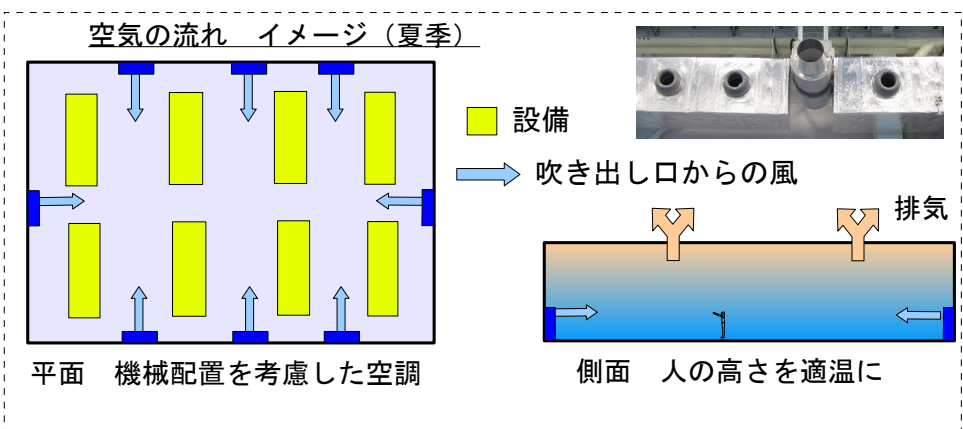 空気の流れ　イメージ（夏季）
設備
吹き出し口からの風
排気
平面　機械配置を考慮した空調
側面　人の高さを適温に